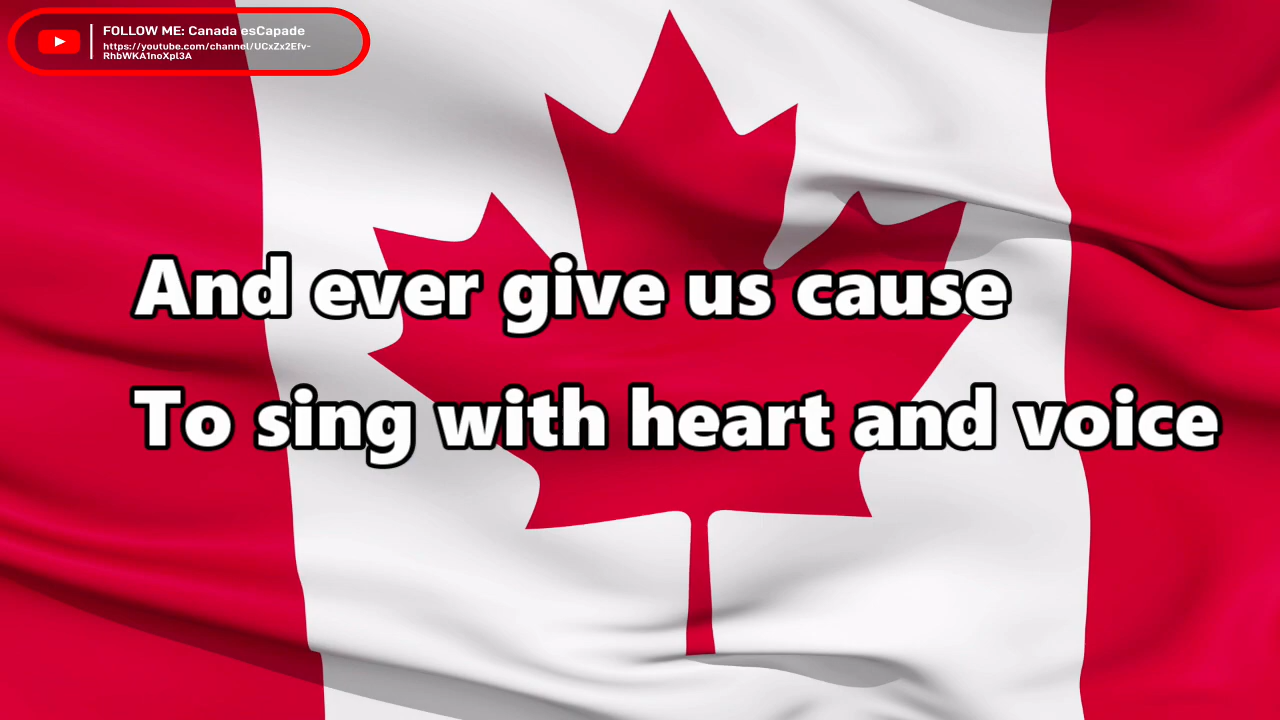 FOLLOW ME: Canada esCapade
https://youtube.com/channel/UCxZx2Efv-
RhbWKA1noXpl3A
And ever give us cause
To sing with heart and voice